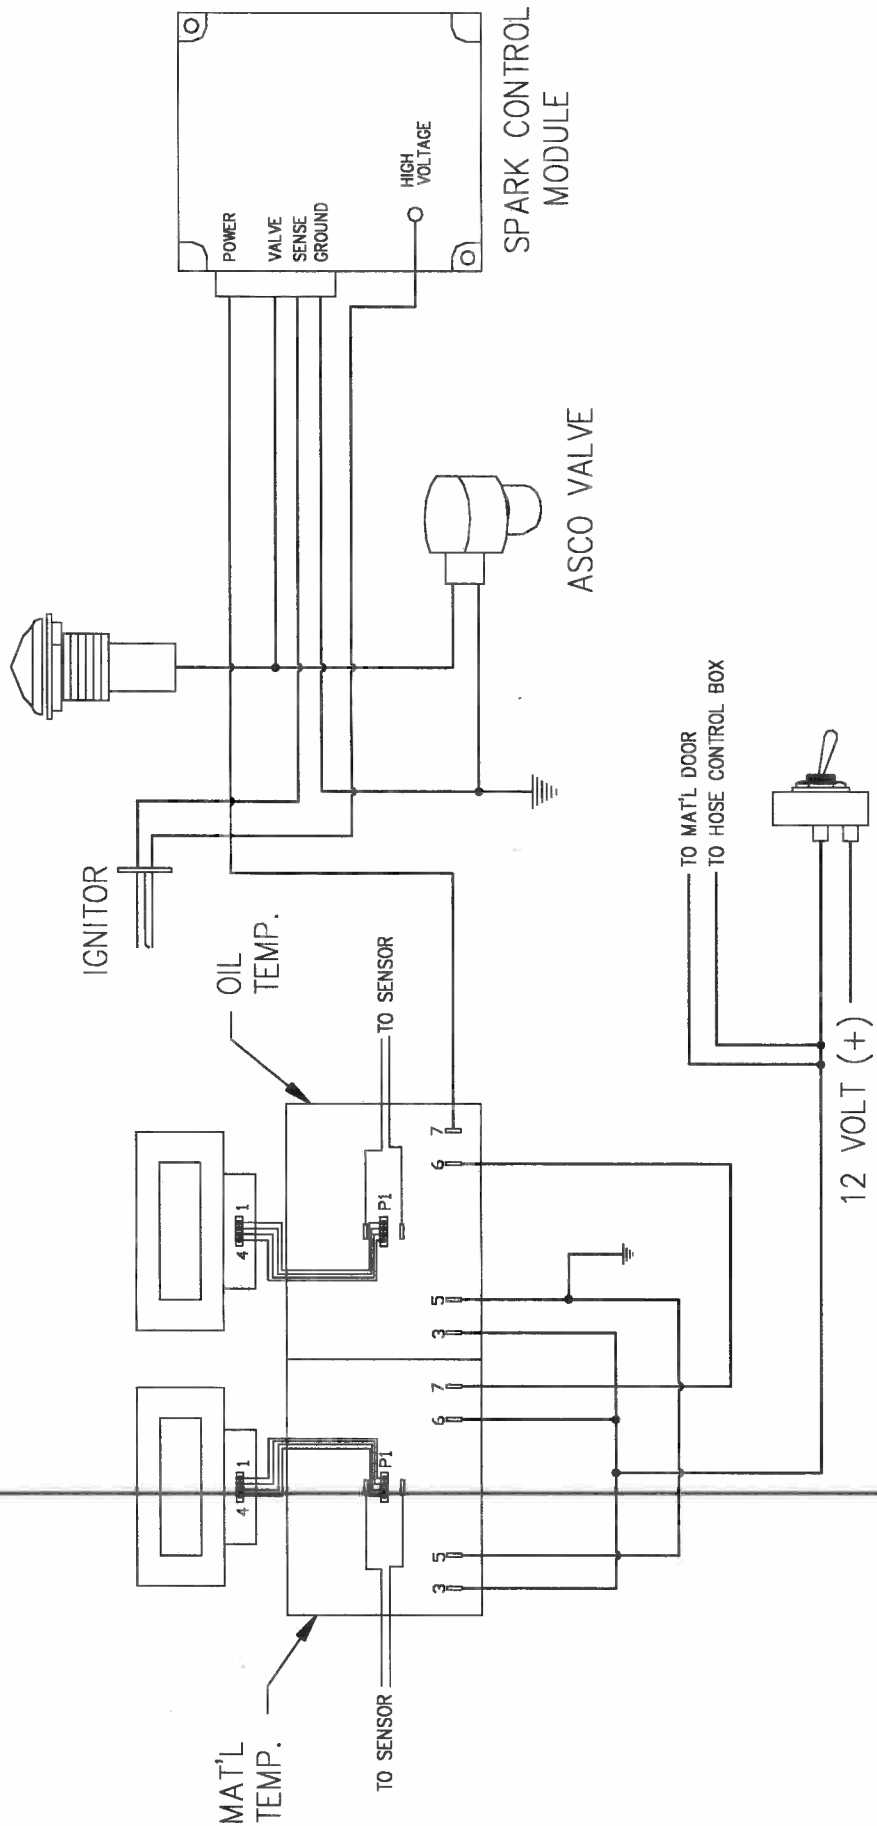 SPARK CONTROL
MODULE
POWER
VALVE
SENSE
GROUND
HIGH
VOLTAGE
ASCO VALVE
IGNITOR
OIL
TEMP.
TO SENSOR
TO MAT'L DOOR
TO HOSE CONTROL BOX
12 VOLT (+)
4 1
P1
7
6
5
3
4 1
P1
7
6
5
3
MAT'L
TEMP.
TO SENSOR